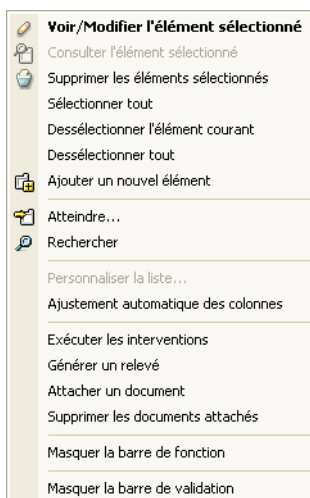 Voir/Modifier l'élément sélectionné
Consulter l'élément sélectionné
Supprimer les éléments sélectionnés
Sélectionner tout
Dessélectionner l'élément courant
Dessélectionner tout
Ajouter un nouvel élément
Atteindre...
Rechercher
Personnaliser la liste...
Ajustement automatique des colonnes
Exécuter les interventions
Générer un relevé
Attacher un document
Supprimer les documents attachés
Masquer la barre de fonction
Masquer la barre de validation